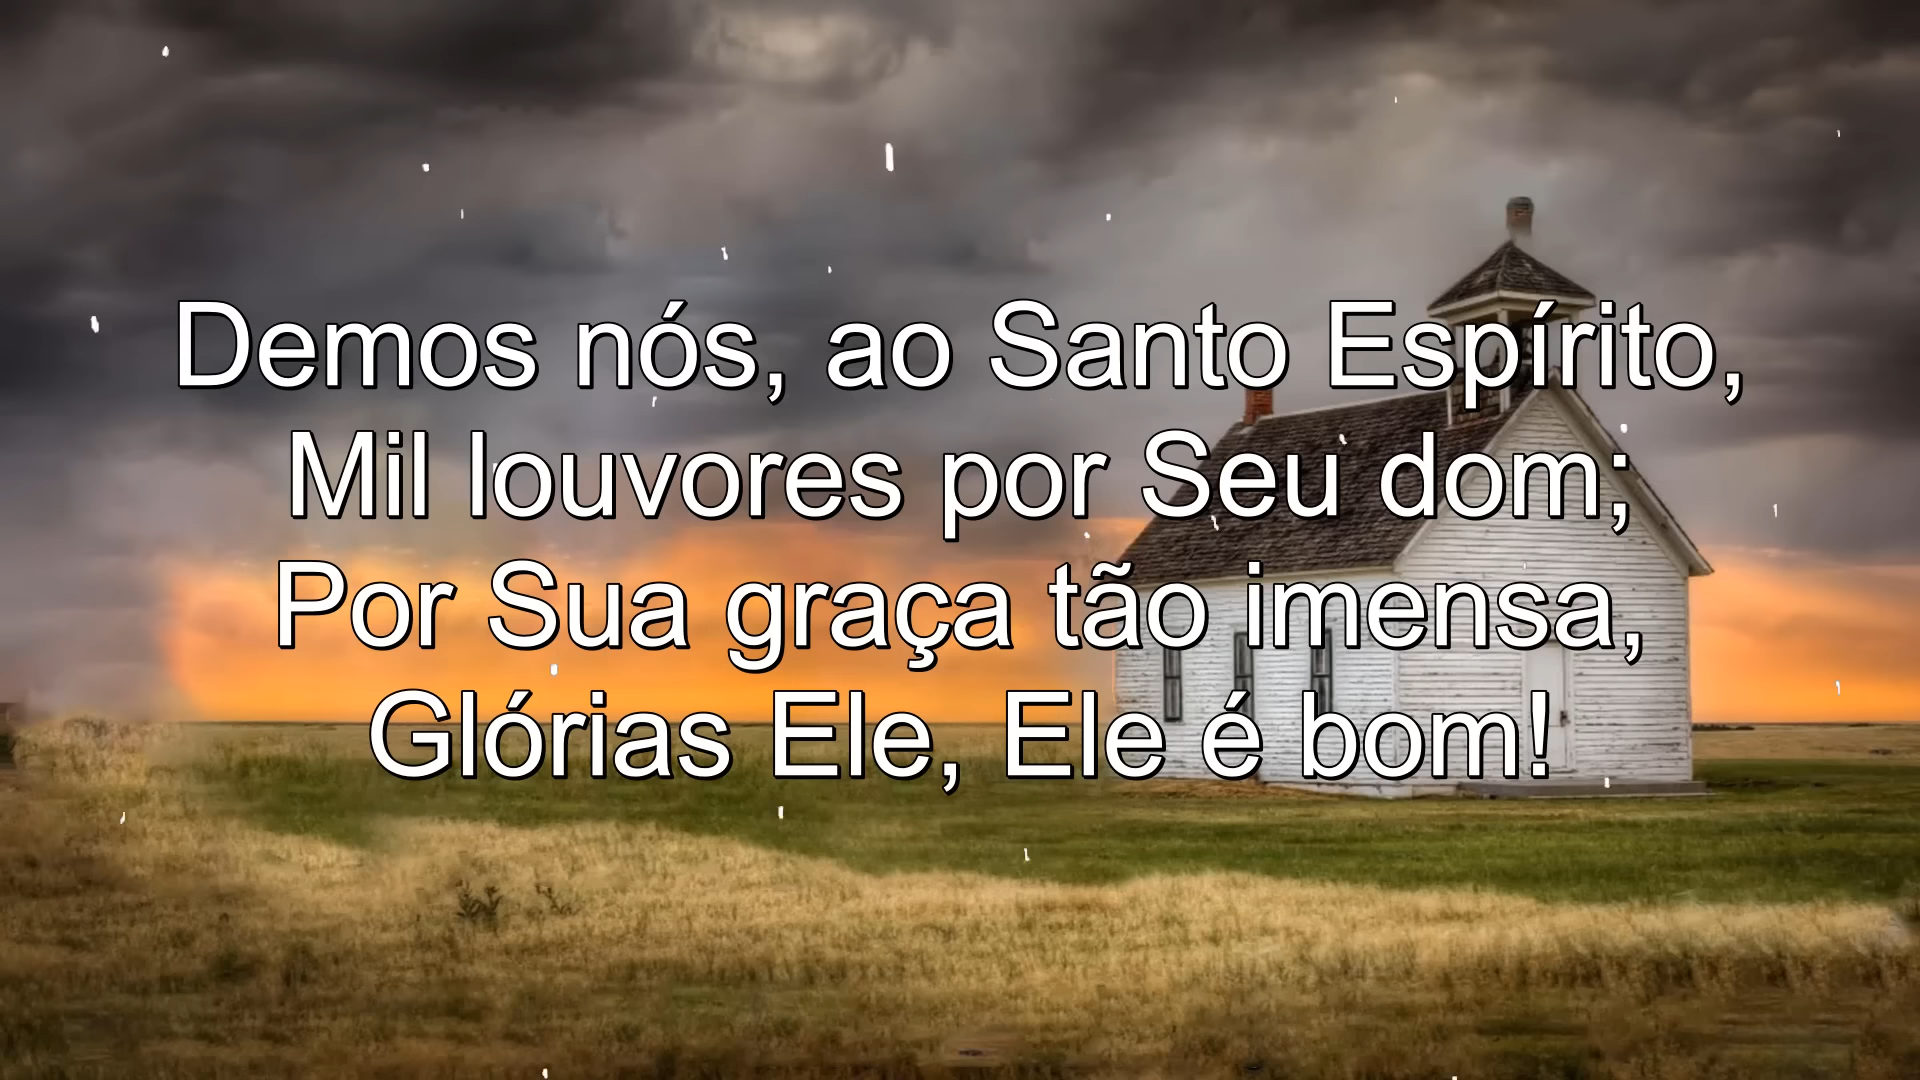 Demos nós, ao Santo Espírito,
Mil louvores por Seu dom;
Por Sua graça tão imensa,
Glórias Ele, Ele é bom!